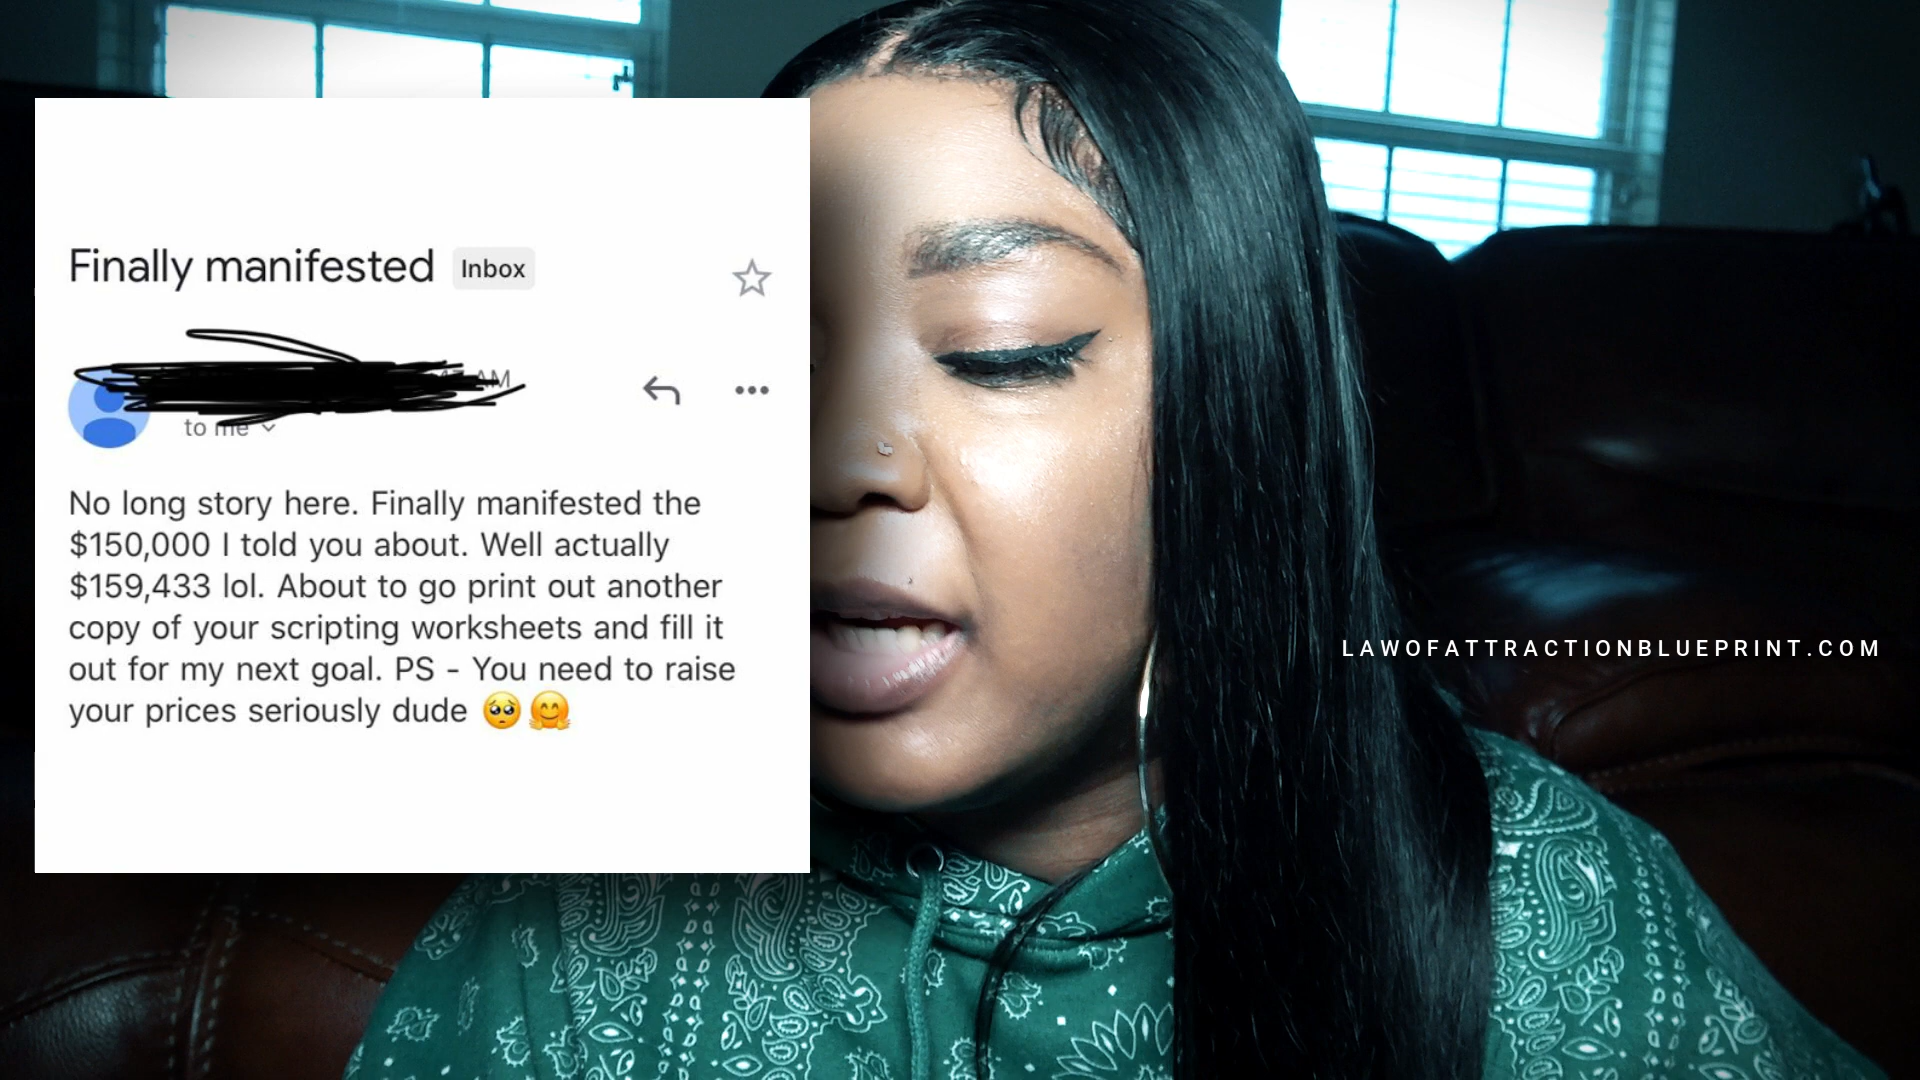 Finally manifested Inbox
AM
to me
No long story here. Finally manifested the
$150,000 I told you about. Well actually
$159,433 lol. About to go print out another
copy of your scripting worksheets and fill it
out for my next goal. PS - You need to raise
your prices seriously dude 🥺🤗
LAWOFATTRACTIONBLUEPRINT.COM